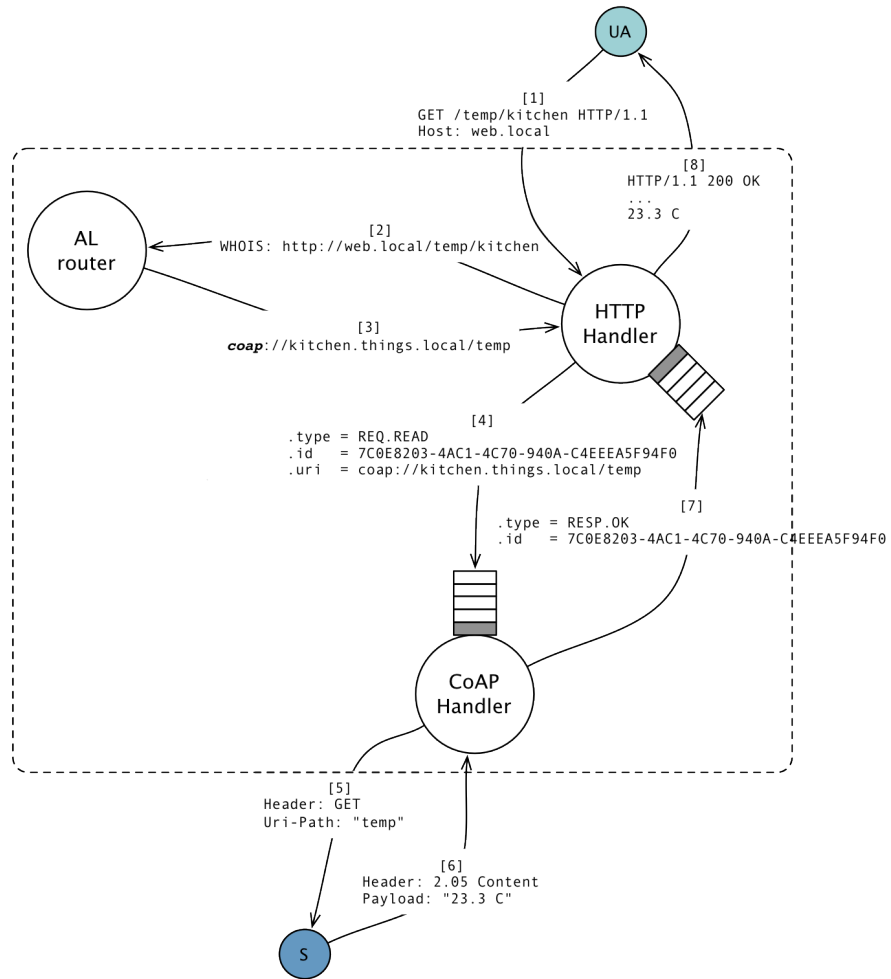 UA
[1]
GET /temp/kitchen HTTP/1.1
Host: web.local
[8]
HTTP/1.1 200 OK
...
23.3 C
AL
router
[2]
WHOIS: http://web.local/temp/kitchen
HTTP
Handler
[3]
coap://kitchen.things.local/temp
[4]
.type = REQ.READ
.id   = 7C0E8203-4AC1-4C70-940A-C4EEEA5F94F0
.uri  = coap://kitchen.things.local/temp
[7]
.type = RESP.OK
.id   = 7C0E8203-4AC1-4C70-940A-C4EEEA5F94F0
CoAP
Handler
[5]
Header: GET
Uri-Path: "temp"
[6]
Header: 2.05 Content
Payload: "23.3 C"
S